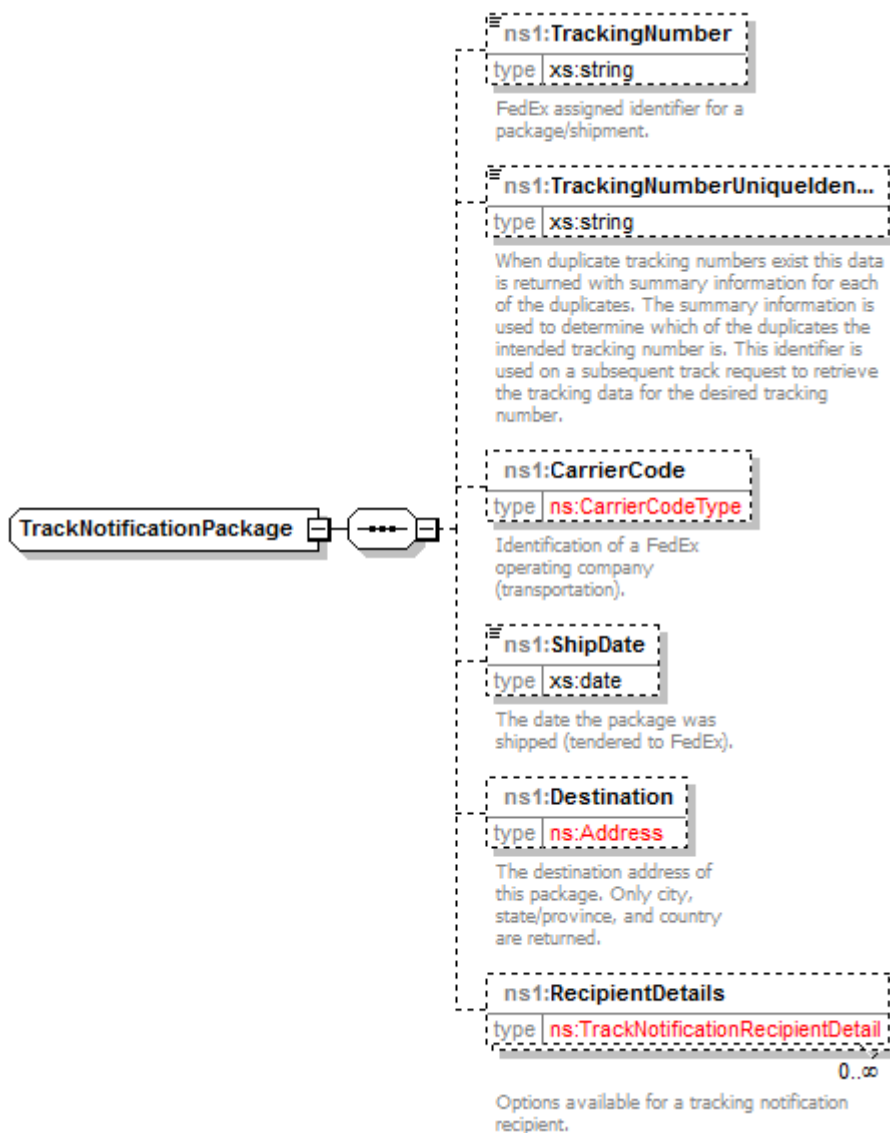 ns1:TrackingNumber
type xs:string
FedEx assigned identifier for a
package/shipment.
ns1:TrackingNumberUniqueIden...
type xs:string
When duplicate tracking numbers exist this data
is returned with summary information for each
of the duplicates. The summary information is
used to determine which of the duplicates the
intended tracking number is. This identifier is
used on a subsequent track request to retrieve
the tracking data for the desired tracking
number.
ns1:CarrierCode
type ns:CarrierCodeType
Identification of a FedEx
operating company
(transportation).
TrackNotificationPackage
ns1:ShipDate
type xs:date
The date the package was
shipped (tendered to FedEx).
ns1:Destination
type ns:Address
The destination address of
this package. Only city,
state/province, and country
are returned.
ns1:RecipientDetails
type ns:TrackNotificationRecipientDetail
0..∞
Options available for a tracking notification
recipient.